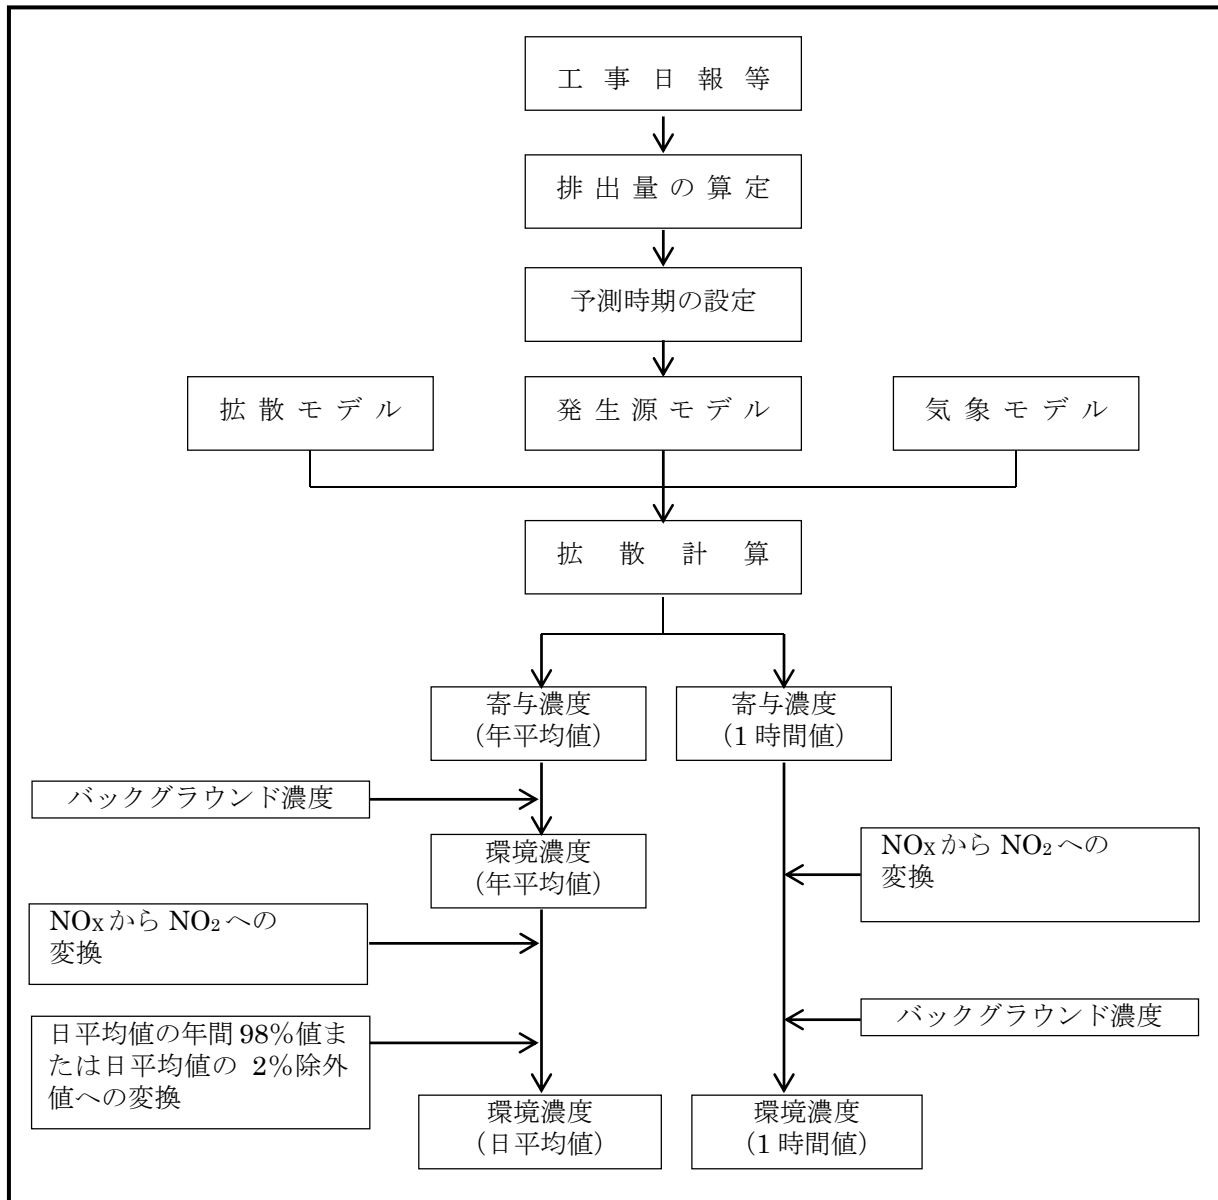 工事日報等
排出量の算定
予測時期の設定
拡散モデル
発生源モデル
気象モデル
拡散計算
寄与濃度
(年平均値)
寄与濃度
(1時間値)
バックグラウンド濃度
環境濃度
(年平均値)
NOxからNO₂への
変換
NOxからNO₂への
変換
バックグラウンド濃度
日平均値の年間98%値ま
たは日平均値の 2%除外
値への変換
環境濃度
(日平均値)
環境濃度
(1時間値)